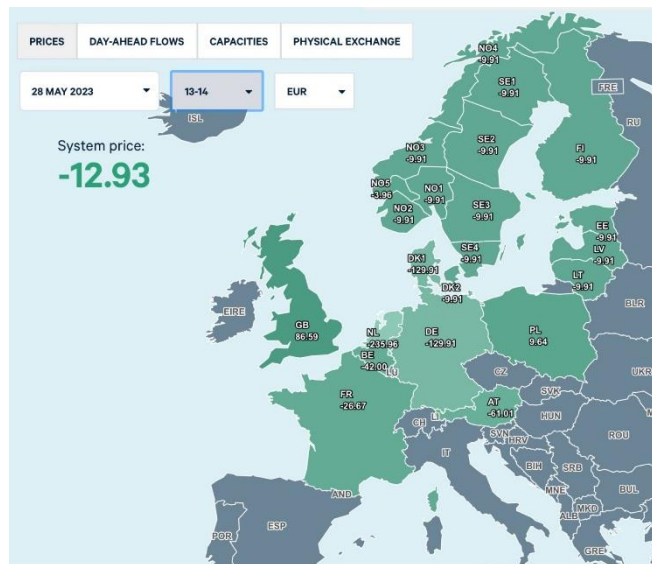 PRICES DAY-AHEAD FLOWS CAPACITIES PHYSICAL EXCHANGE
28 MAY 2023 13-14 EUR
System price:
-12.93
ISL
NO4
-9.91
SE1
-9.91
FRE
RU
NO3
-9.91
SE2
-9.91
FI
-9.91
NO5
-3.96
NO1
-9.91
NO2
-9.91
SE3
-9.91
EE
-9.91
SE4
-9.91
LV
-9.91
DK1
-129.91
DK2
-9.91
LT
-9.91
EIRE
GB
86.59
NL
-235.96
DE
-129.91
PL
9.64
BLR
BE
-42.00
LU
CZ
UKR
FR
-26.67
AT
-61.01
SVK
CH
LI
HUN
SVN
HRV
ROU
IT
BIH
SRB
MNE
BUL
AND
ALB
MKD
POR
ESP
GRE